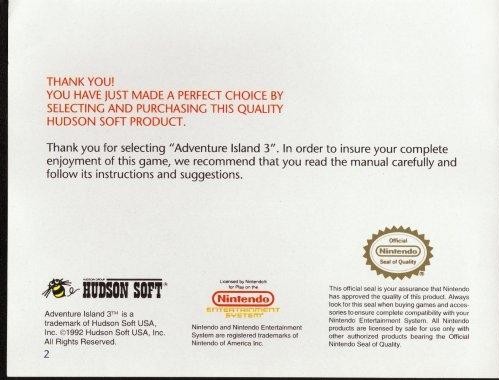 THANK YOU!
YOU HAVE JUST MADE A PERFECT CHOICE BY
SELECTING AND PURCHASING THIS QUALITY
HUDSON SOFT PRODUCT.
Thank you for selecting "Adventure Island 3". In order to insure your complete
enjoyment of this game, we recommend that you read the manual carefully and
follow its instructions and suggestions.
HUDSON GROUP
HUDSON SOFT®
Adventure Island 3™ is a
trademark of Hudson Soft USA,
Inc. ©1992 Hudson Soft USA, Inc.
All Rights Reserved.
2
Licensed by Nintendo®
for Play on the
Nintendo
ENTERTAINMENT
SYSTEM®
Nintendo and Nintendo Entertainment
System are registered trademarks of
Nintendo of America Inc.
Official
Nintendo
Seal of Quality
®
This official seal is your assurance that Nintendo
has approved the quality of this product. Always
look for this seal when buying games and acces-
sories to ensure complete compatibility with your
Nintendo Entertainment System. All Nintendo
products are licensed by sale for use only with
other authorized products bearing the Official
Nintendo Seal of Quality.